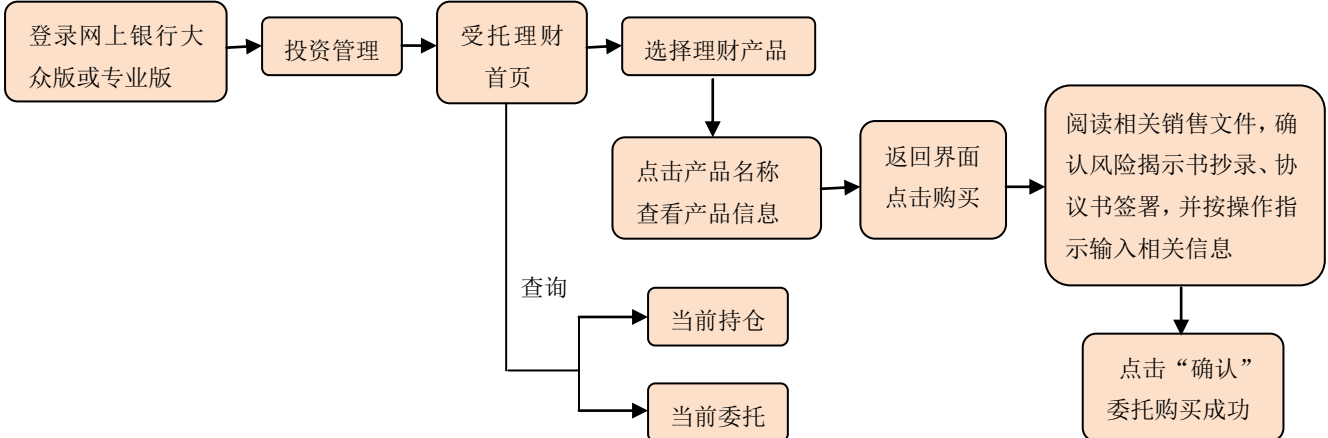 登录网上银行大
众版或专业版
投资管理
受托理财
首页
选择理财产品
点击产品名称
查看产品信息
返回界面
点击购买
阅读相关销售文件，确
认风险揭示书抄录、协
议书签署，并按操作指
示输入相关信息
点击“确认”
委托购买成功
查询
当前持仓
当前委托